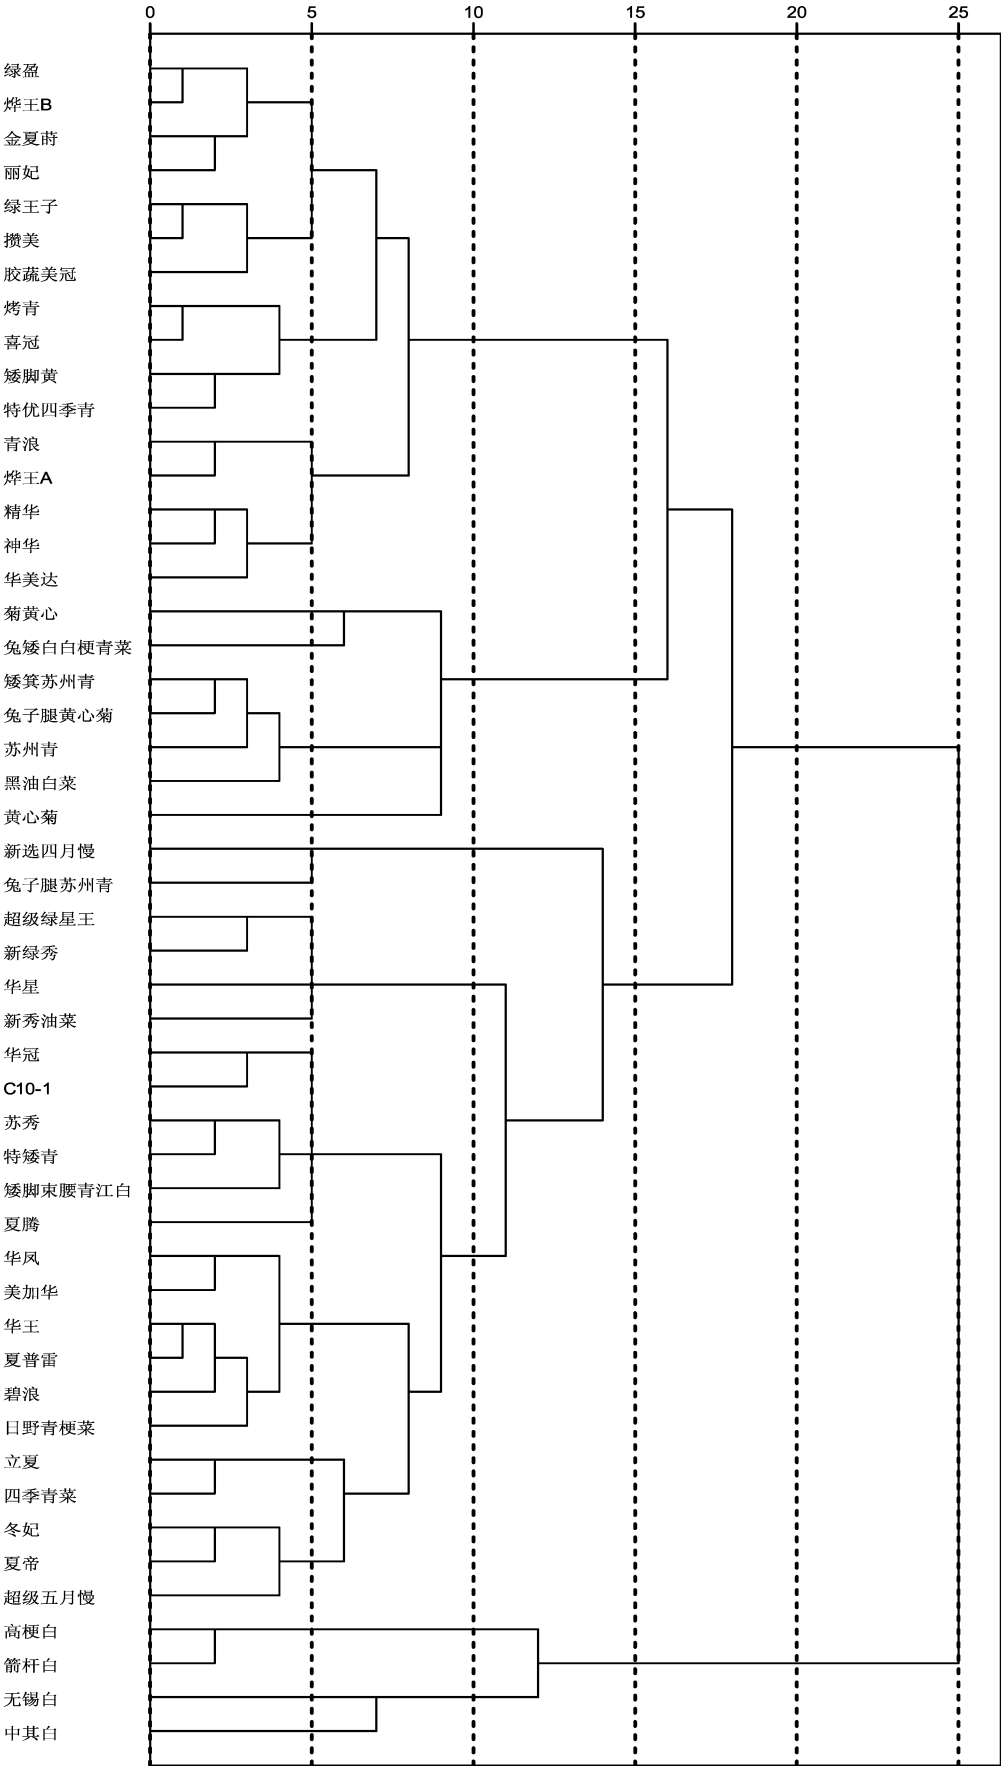 0 5 10 15 20 25
绿盈
烨王B
金夏莳
丽妃
绿王子
攒美
胶蔬美冠
烤青
喜冠
矮脚黄
特优四季青
青浪
烨王A
精华
神华
华美达
菊黄心
兔矮白白梗青菜
矮箕苏州青
兔子腿黄心菊
苏州青
黑油白菜
黄心菊
新选四月慢
兔子腿苏州青
超级绿星王
新绿秀
华星
新秀油菜
华冠
C10-1
苏秀
特矮青
矮脚束腰青江白
夏腾
华凤
美加华
华王
夏普雷
碧浪
日野青梗菜
立夏
四季青菜
冬妃
夏帝
超级五月慢
高梗白
箭杆白
无锡白
中其白